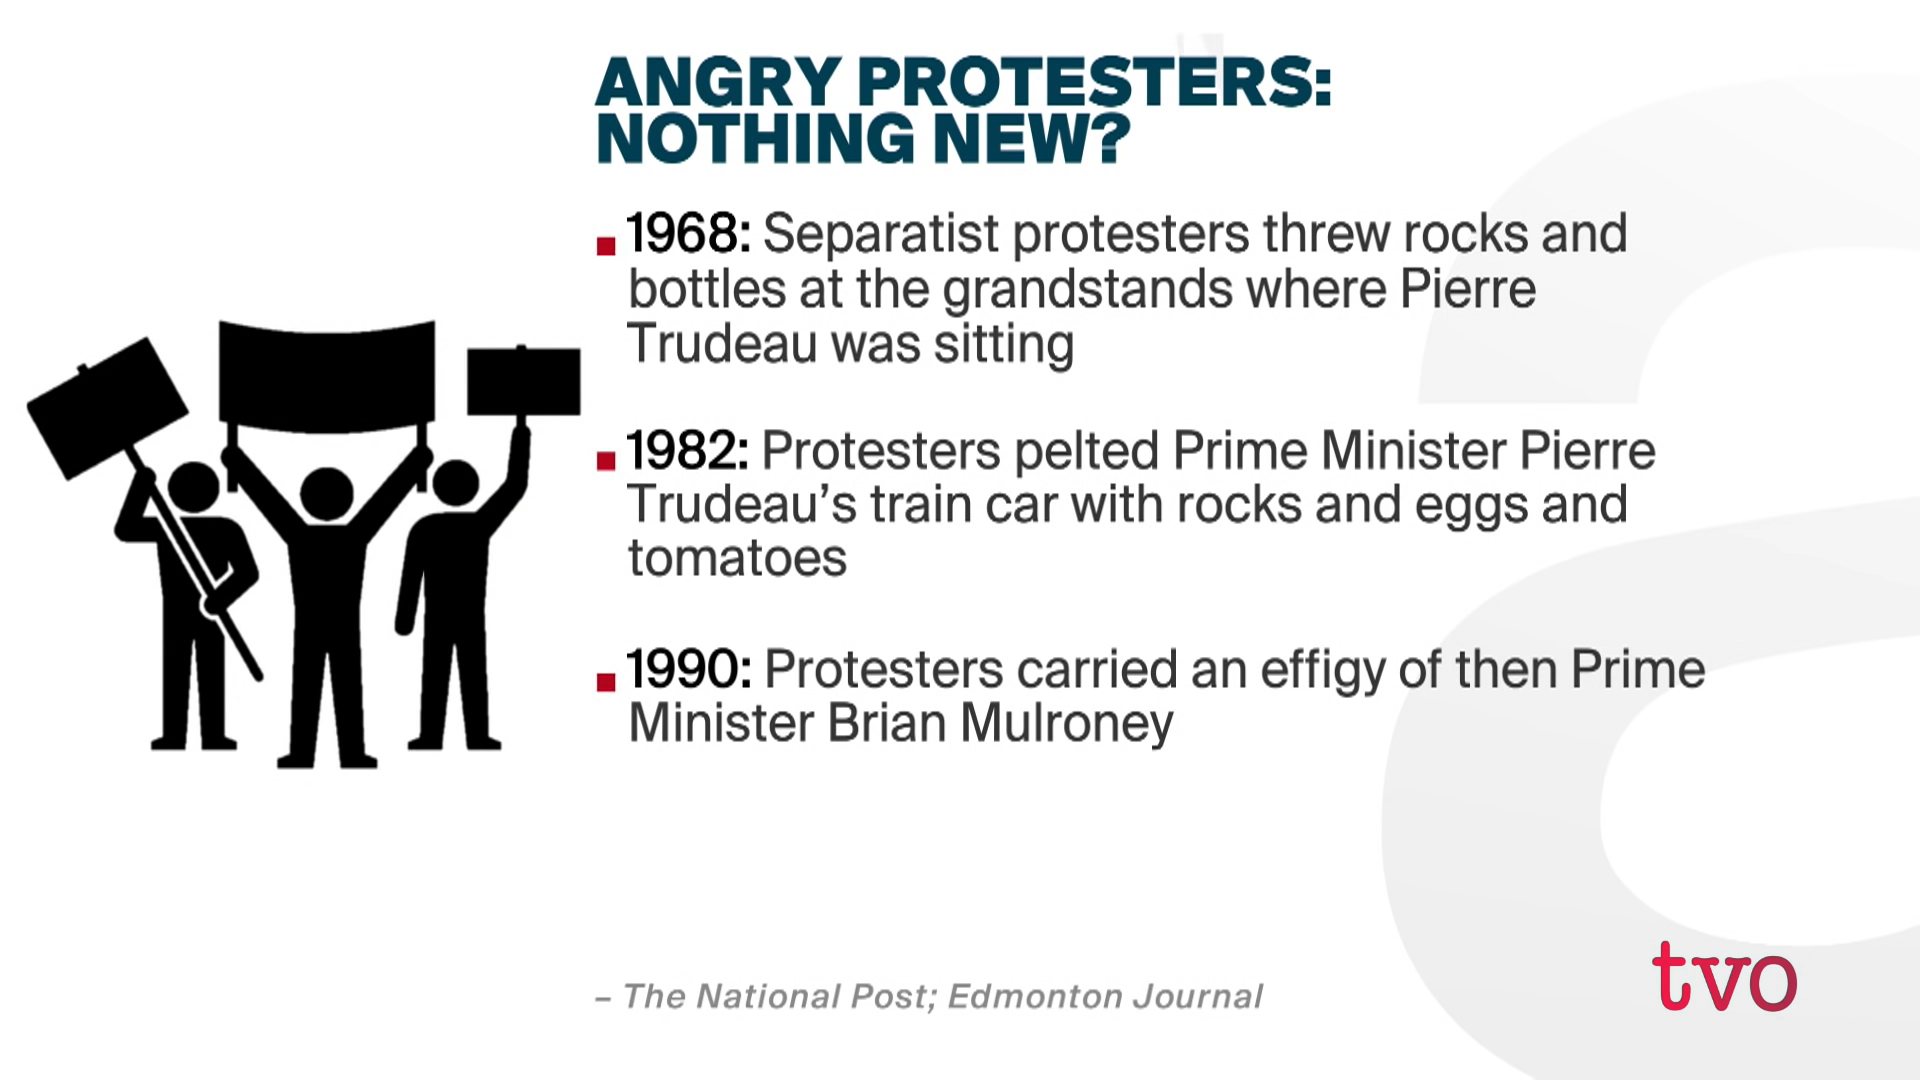 ANGRY PROTESTERS:
NOTHING NEW?
1968: Separatist protesters threw rocks and
bottles at the grandstands where Pierre
Trudeau was sitting
1982: Protesters pelted Prime Minister Pierre
Trudeau’s train car with rocks and eggs and
tomatoes
1990: Protesters carried an effigy of then Prime
Minister Brian Mulroney
– The National Post; Edmonton Journal
tvo